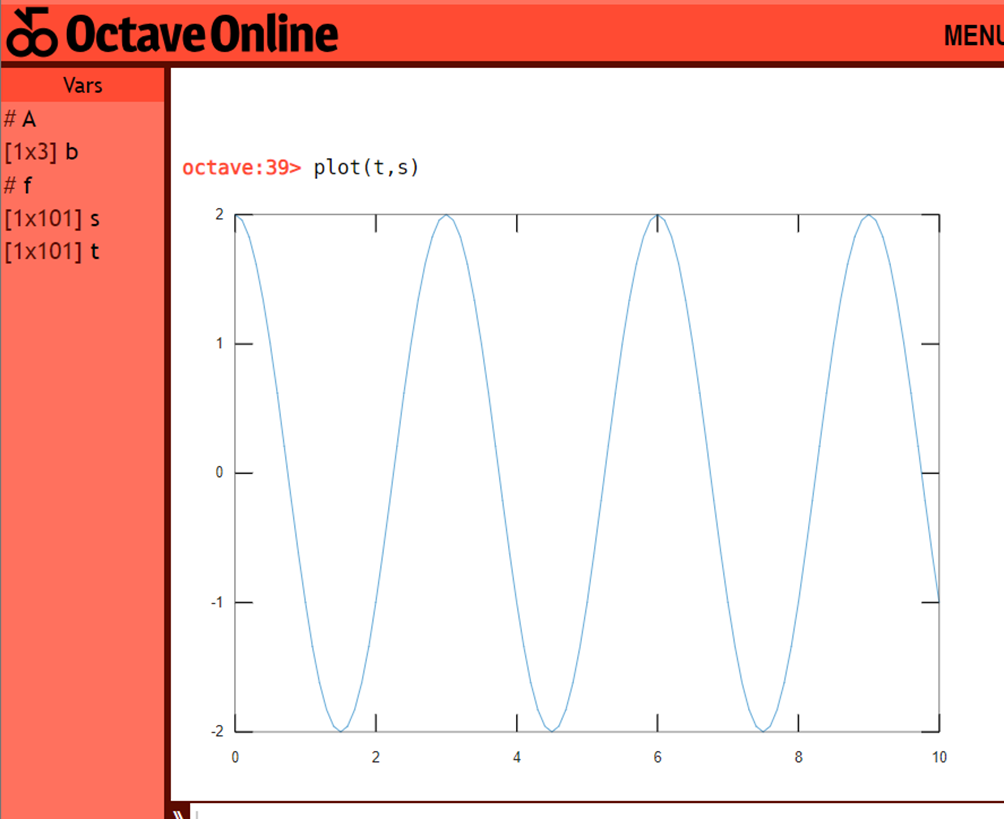 Octave Online
MENU
Vars
# A
[1x3] b
# f
[1x101] s
[1x101] t
octave:39> plot(t,s)
2
1
0
-1
-2
0 2 4 6 8 10